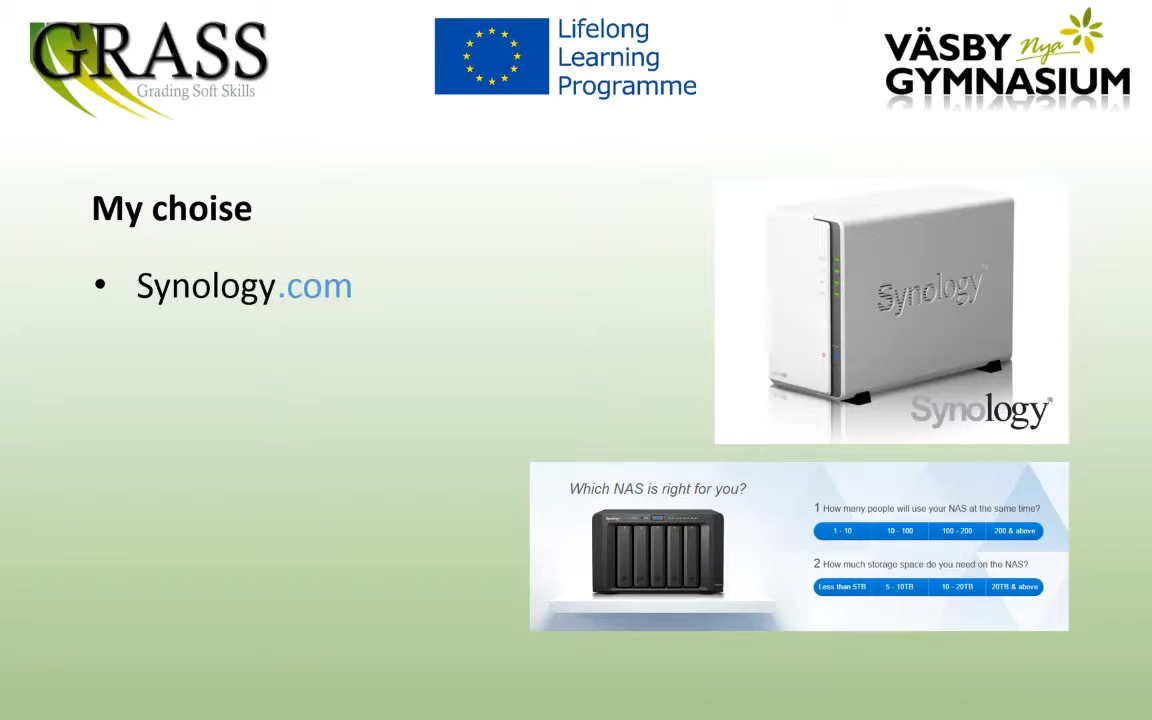 GRASS
Grading Soft Skills
Lifelong
Learning
Programme
VÄSBY Nya
GYMNASIUM
My choise
• Synology.com
Synology
Synology®
Which NAS is right for you?
1 How many people will use your NAS at the same time?
1 - 10 10 - 100 100 - 200 200 & above
2 How much storage space do you need on the NAS?
Less than 5TB 5 - 10TB 10 - 20TB 20TB & above